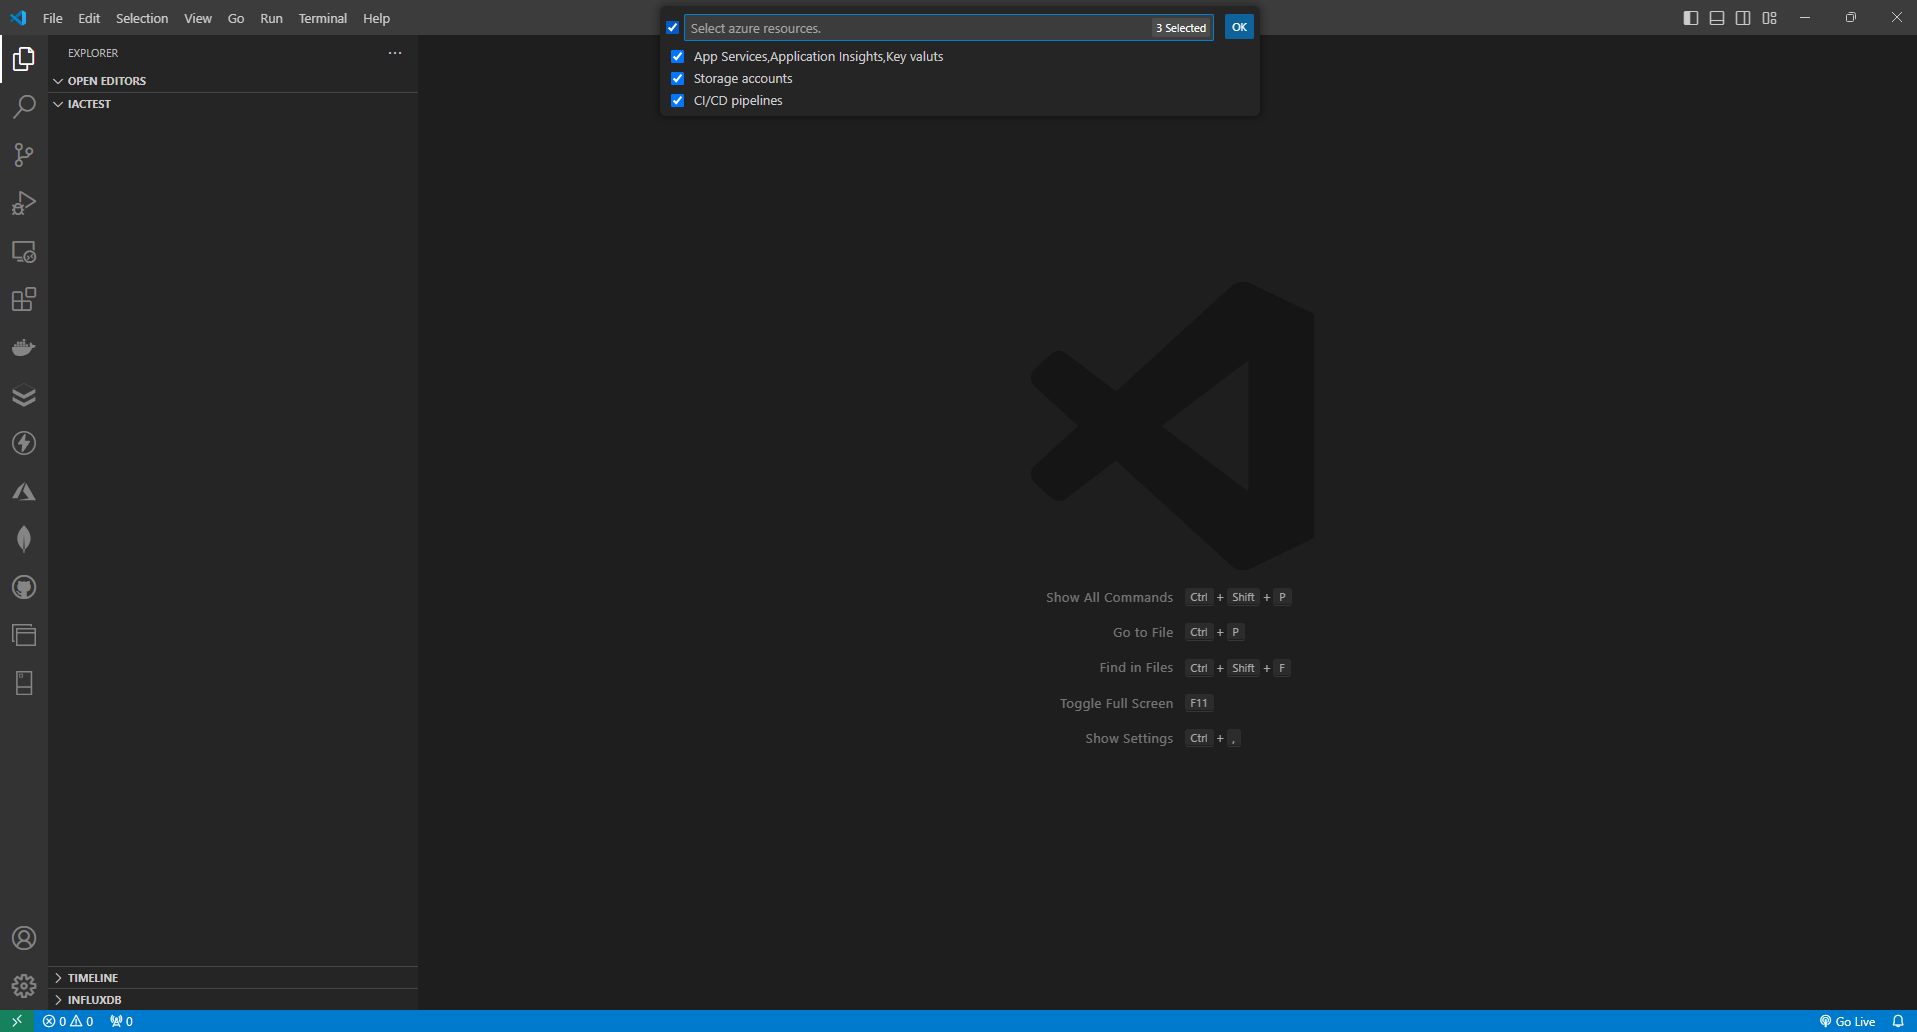 File Edit Selection View Go Run Terminal Help
Select azure resources. 3 Selected OK
App Services,Application Insights,Key valuts
Storage accounts
CI/CD pipelines
EXPLORER
OPEN EDITORS
IACTEST
Show All Commands Ctrl + Shift + P
Go to File Ctrl + P
Find in Files Ctrl + Shift + F
Toggle Full Screen F11
Show Settings Ctrl + ,
TIMELINE
INFLUXDB
0 0 0 Go Live